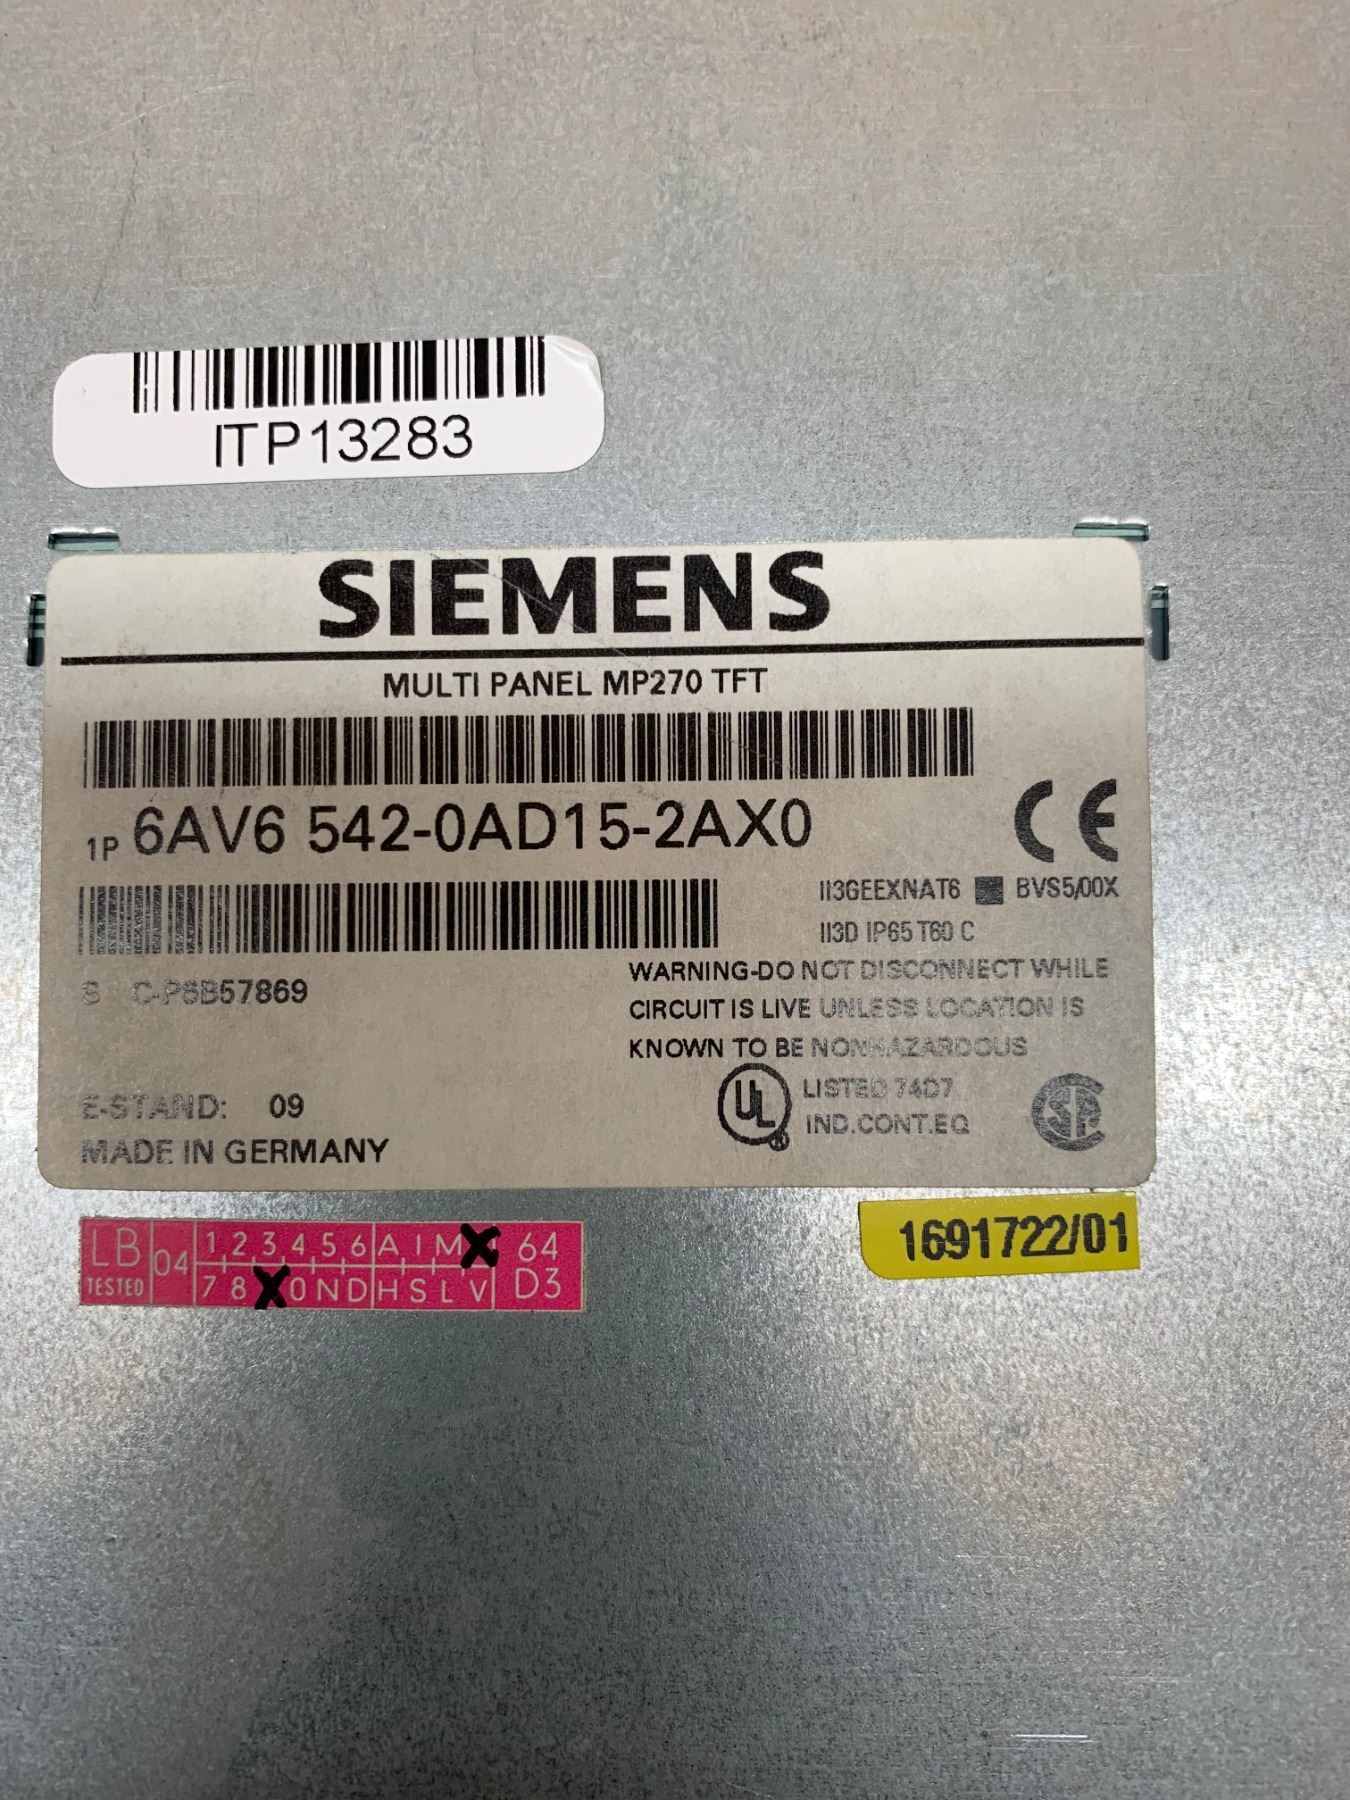 ITP13283
SIEMENS
MULTI PANEL MP270 TFT
1P 6AV6 542-0AD15-2AX0
CE
II3GEEXNAT6 BVS5/00X
II3D IP65 T60 C
WARNING-DO NOT DISCONNECT WHILE
CIRCUIT IS LIVE UNLESS LOCATION IS
KNOWN TO BE NONHAZARDOUS
S C-P8B57869
UL LISTED 74D7
IND.CONT.EQ
E-STAND: 09
MADE IN GERMANY
LB TESTED 04
1 2 3 4 5 6 A I M 64
7 8 0 N D H S L V D3
1691722/01